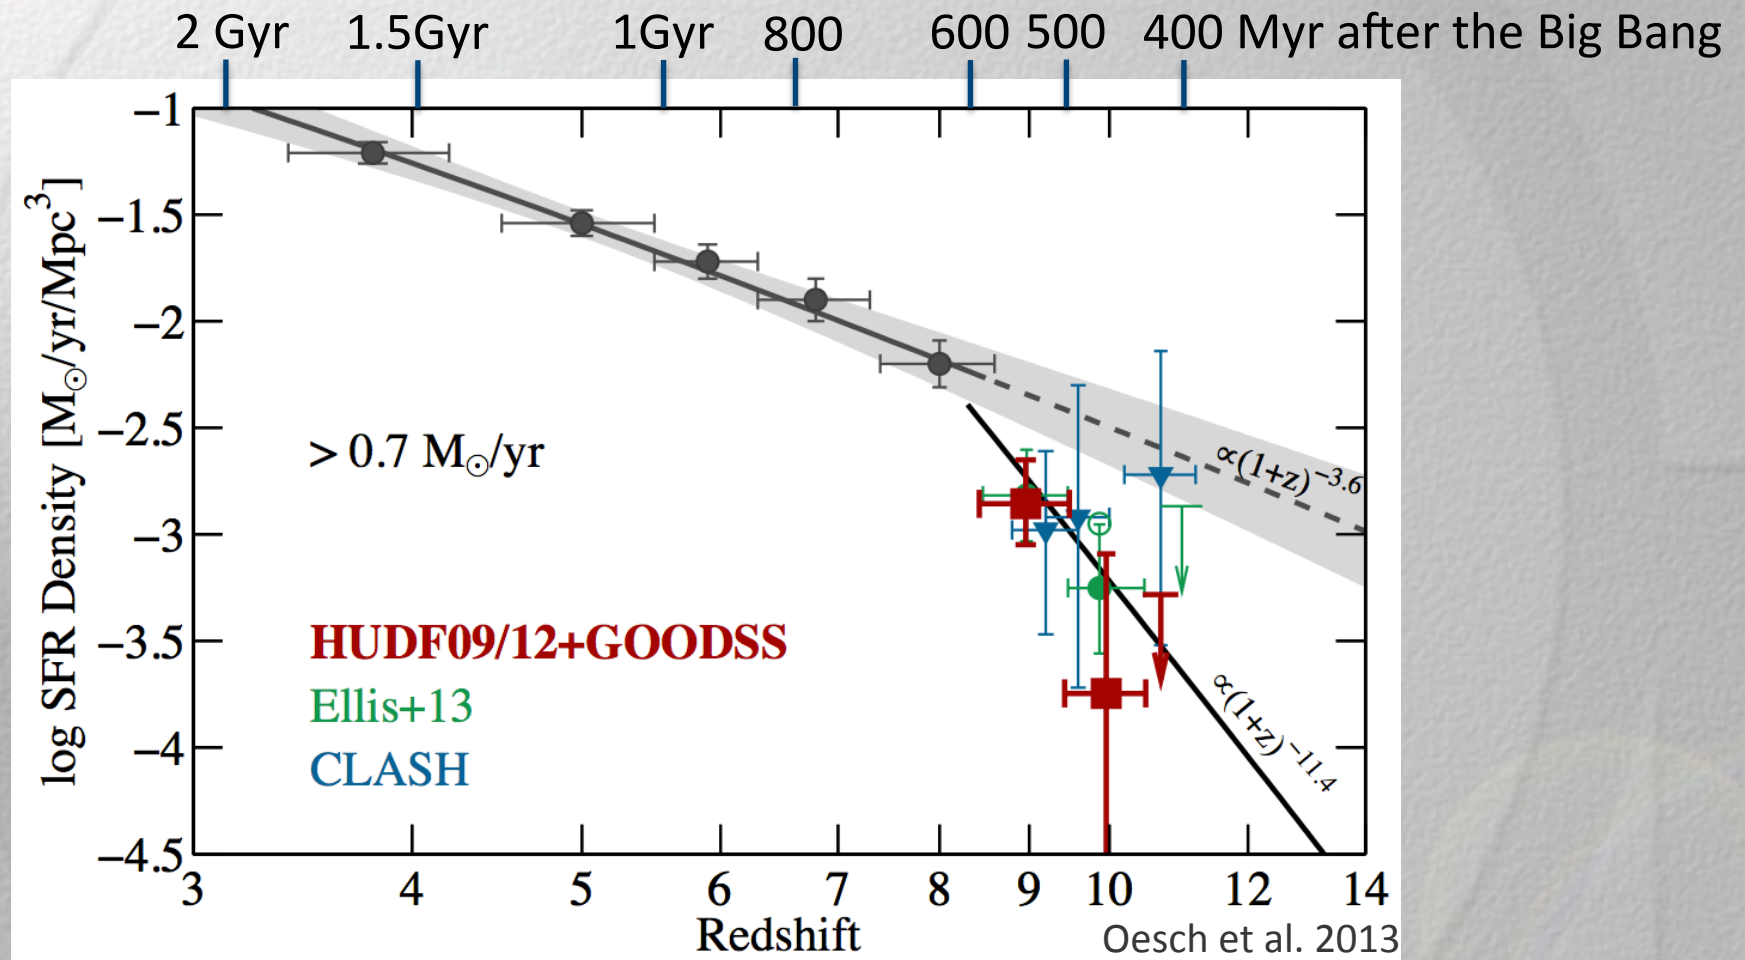 2 Gyr 1.5Gyr 1Gyr 800 600 500 400 Myr after the Big Bang
−1
−1.5
−2
−2.5
−3
−3.5
−4
−4.5
log SFR Density [M☉/yr/Mpc³]
> 0.7 M☉/yr
∝(1+z)⁻³·⁶
HUDF09/12+GOODSS
Ellis+13
CLASH
∝(1+z)⁻¹¹·⁴
3 4 5 6 7 8 9 10 12 14
Redshift
Oesch et al. 2013